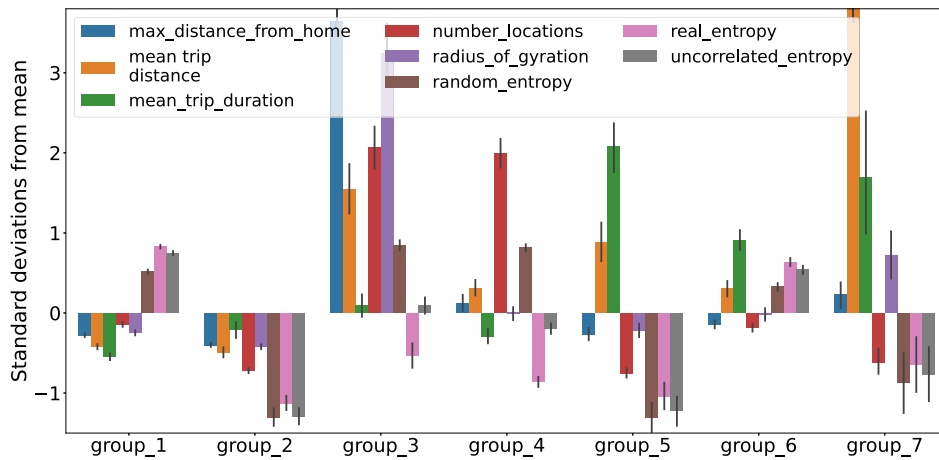 Standard deviations from mean
3
2
1
0
−1
max_distance_from_home
mean trip
distance
mean_trip_duration
number_locations
radius_of_gyration
random_entropy
real_entropy
uncorrelated_entropy
group_1
group_2
group_3
group_4
group_5
group_6
group_7